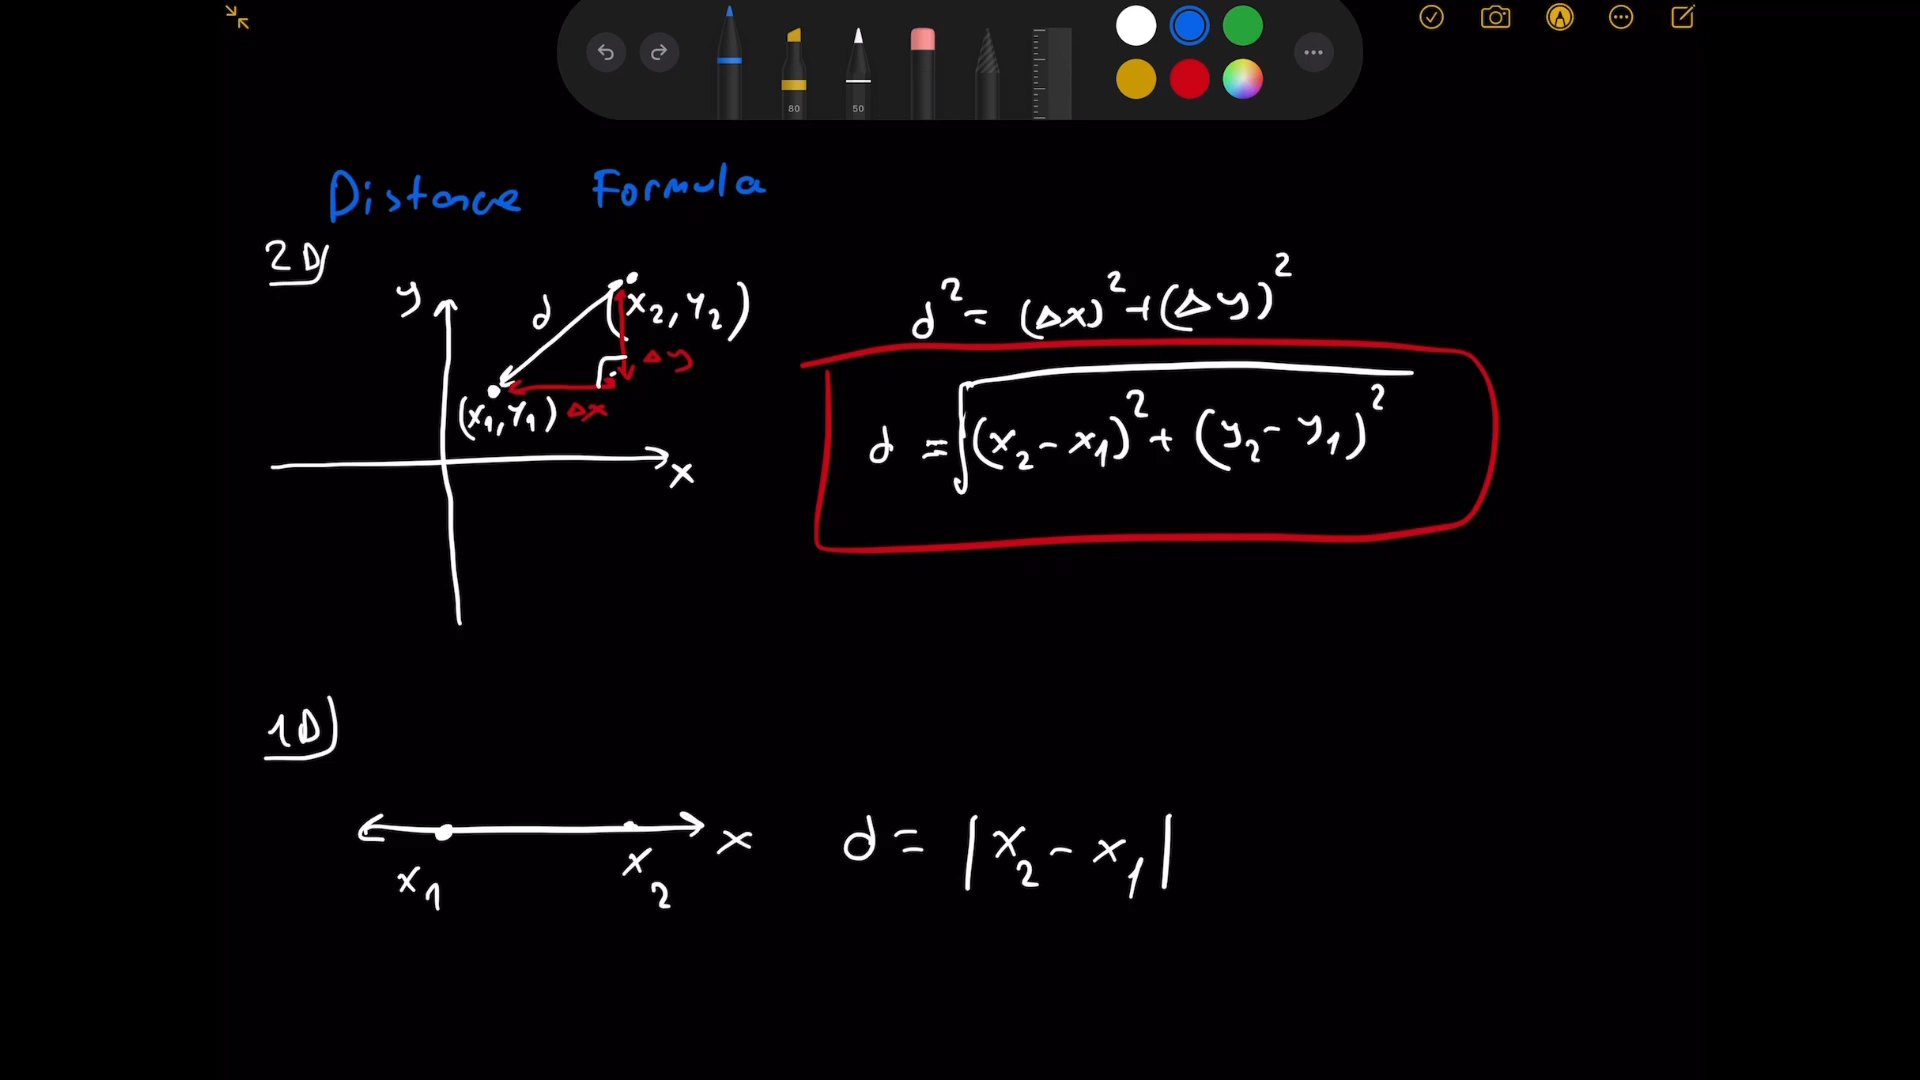 80
50
Distance Formula
2D)
y
d
(x₂, y₂)
Δy
(x₁, y₁)
Δx
x
d² = (Δx)² + (Δy)²
d = √((x₂ - x₁)² + (y₂ - y₁)²)
1D)
x₁
x₂
x
d = |x₂ - x₁|